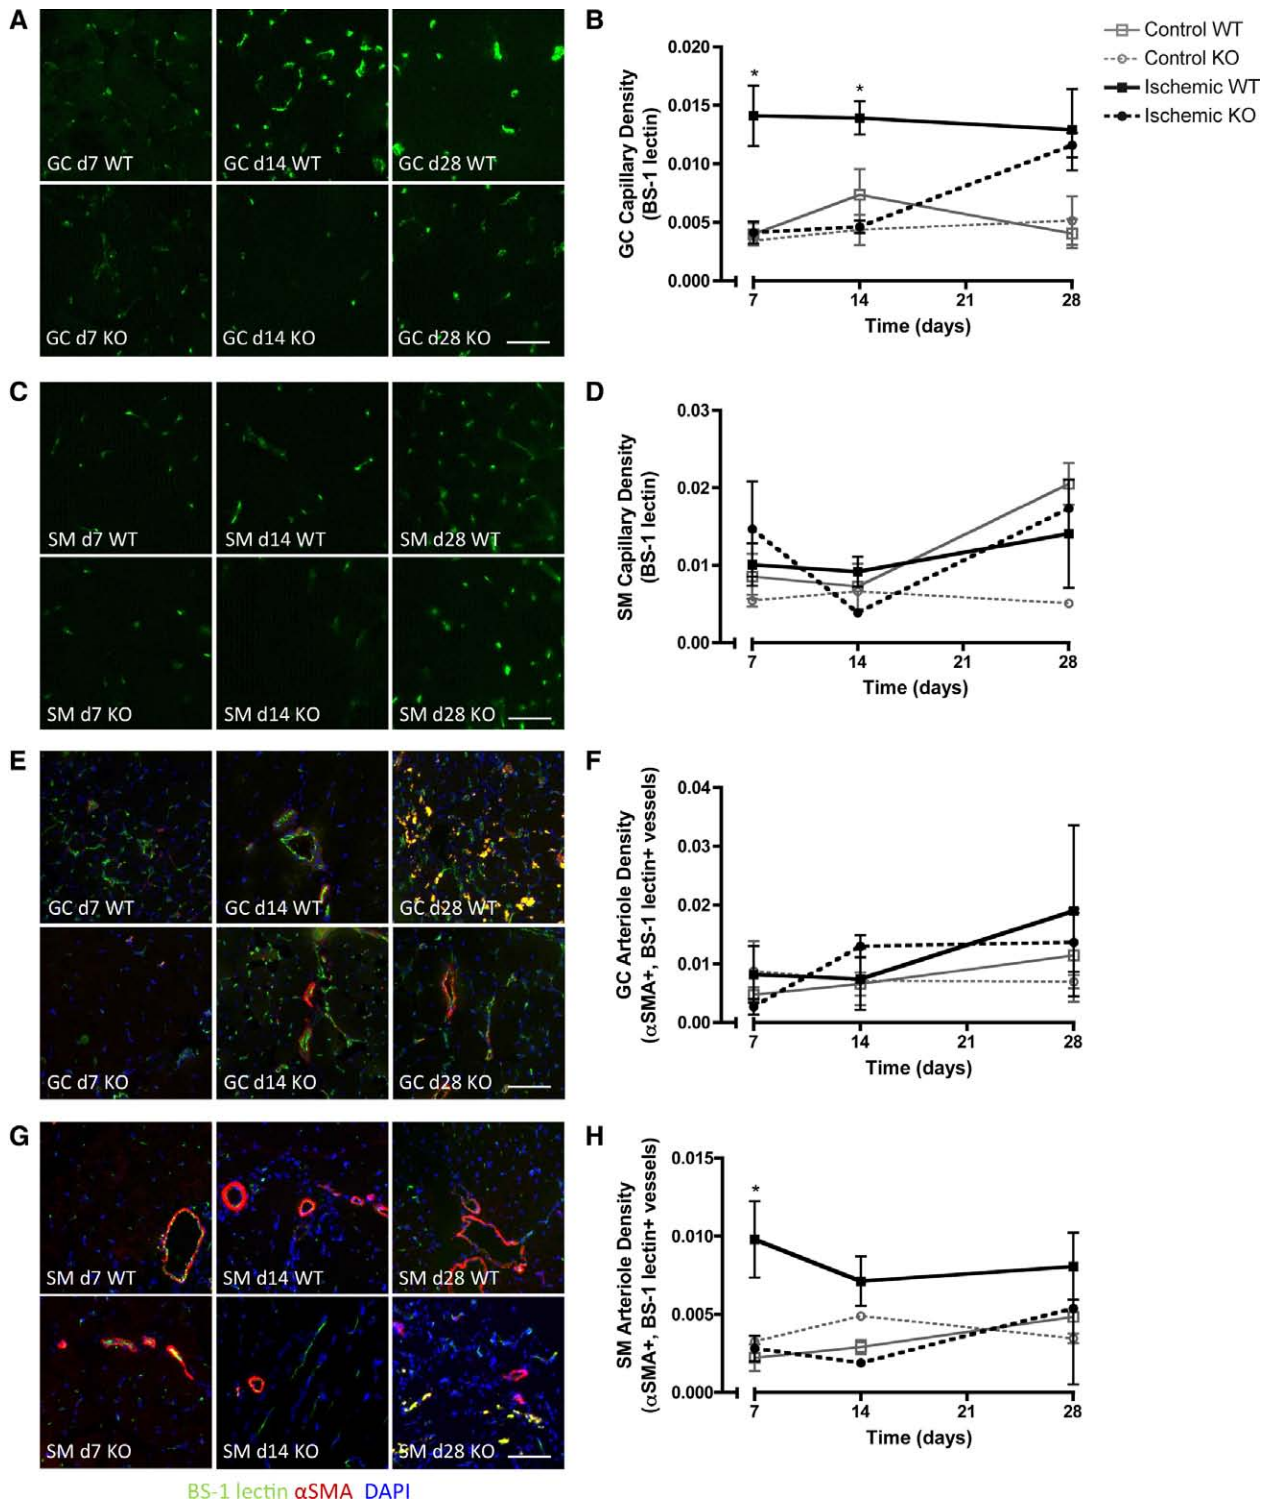 A
GC d7 WT
GC d14 WT
GC d28 WT
GC d7 KO
GC d14 KO
GC d28 KO
B
Control WT
Control KO
Ischemic WT
Ischemic KO
GC Capillary Density
(BS-1 lectin)
0.020
0.015
0.010
0.005
0.000
*
*
7
14
21
28
Time (days)
C
SM d7 WT
SM d14 WT
SM d28 WT
SM d7 KO
SM d14 KO
SM d28 KO
D
SM Capillary Density
(BS-1 lectin)
0.03
0.02
0.01
0.00
7
14
21
28
Time (days)
E
GC d7 WT
GC d14 WT
GC d28 WT
GC d7 KO
GC d14 KO
GC d28 KO
F
GC Arteriole Density
(αSMA+, BS-1 lectin+ vessels)
0.04
0.03
0.02
0.01
0.00
7
14
21
28
Time (days)
G
SM d7 WT
SM d14 WT
SM d28 WT
SM d7 KO
SM d14 KO
SM d28 KO
H
SM Arteriole Density
(αSMA+, BS-1 lectin+ vessels)
0.015
0.010
0.005
0.000
*
7
14
21
28
Time (days)
BS-1 lectin αSMA DAPI